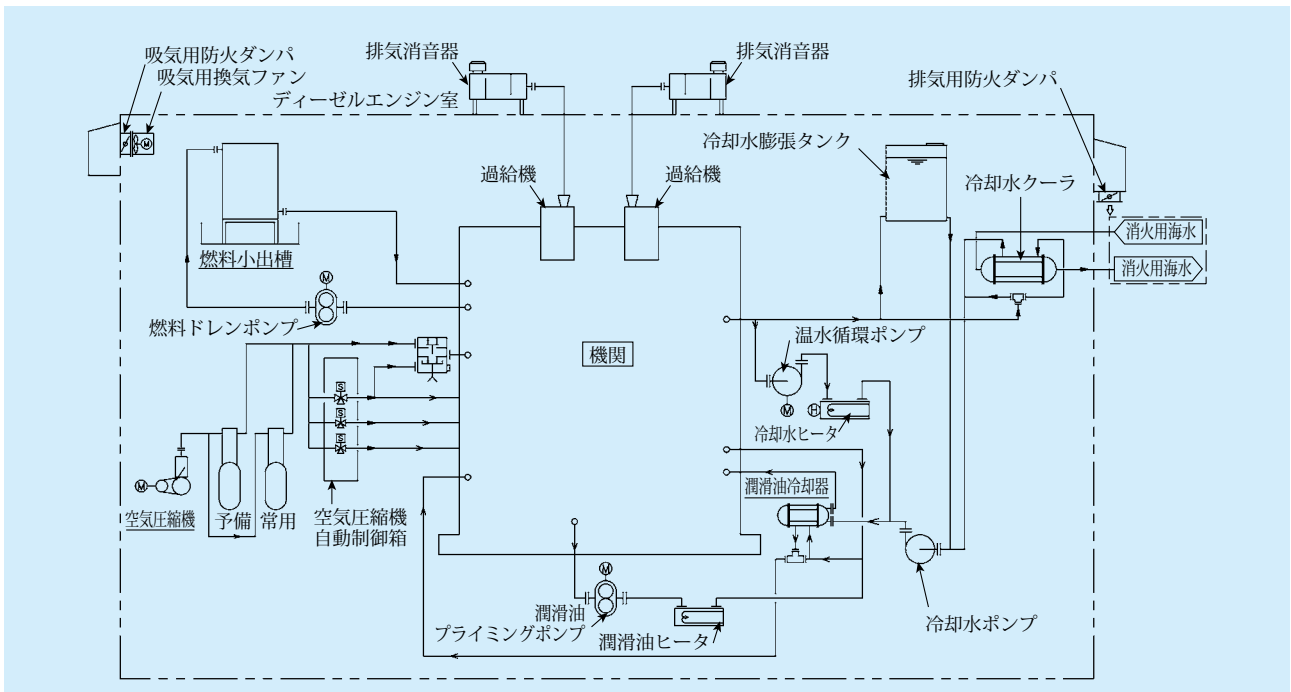 吸気用防火ダンパ
吸気用換気ファン
排気消音器
排気消音器
ディーゼルエンジン室
排気用防火ダンパ
冷却水膨張タンク
過給機
過給機
冷却水クーラ
消火用海水
消火用海水
燃料小出槽
M
M
燃料ドレンポンプ
機関
温水循環ポンプ
S
S
S
M
H
冷却水ヒータ
M
空気圧縮機
予備
常用
空気圧縮機
自動制御箱
潤滑油冷却器
M
潤滑油
プライミングポンプ
潤滑油ヒータ
冷却水ポンプ